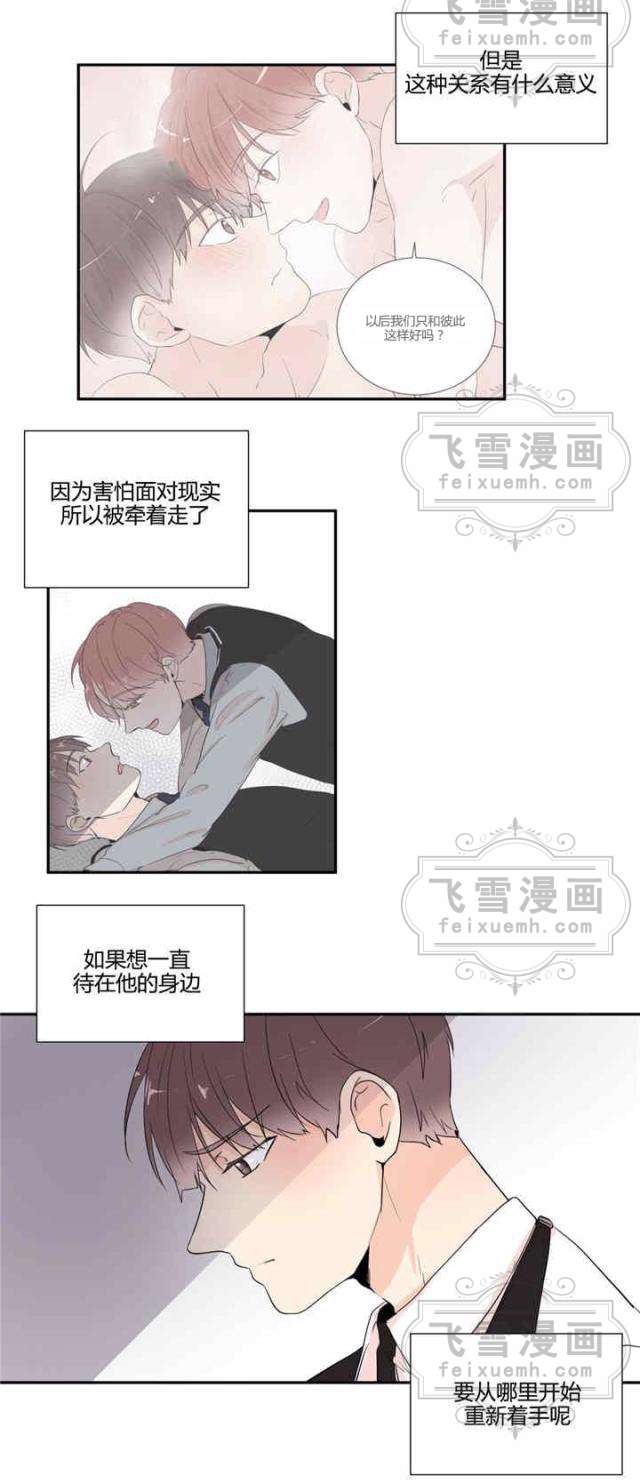 飞雪漫画
feixuemh.com
但是
这种关系有什么意义
以后我们只和彼此
这样好吗？
飞雪漫画
feixuemh.com
因为害怕面对现实
所以被牵着走了
飞雪漫画
feixuemh.com
如果想一直
待在他的身边
飞雪漫画
feixuemh.com
要从哪里开始
重新着手呢